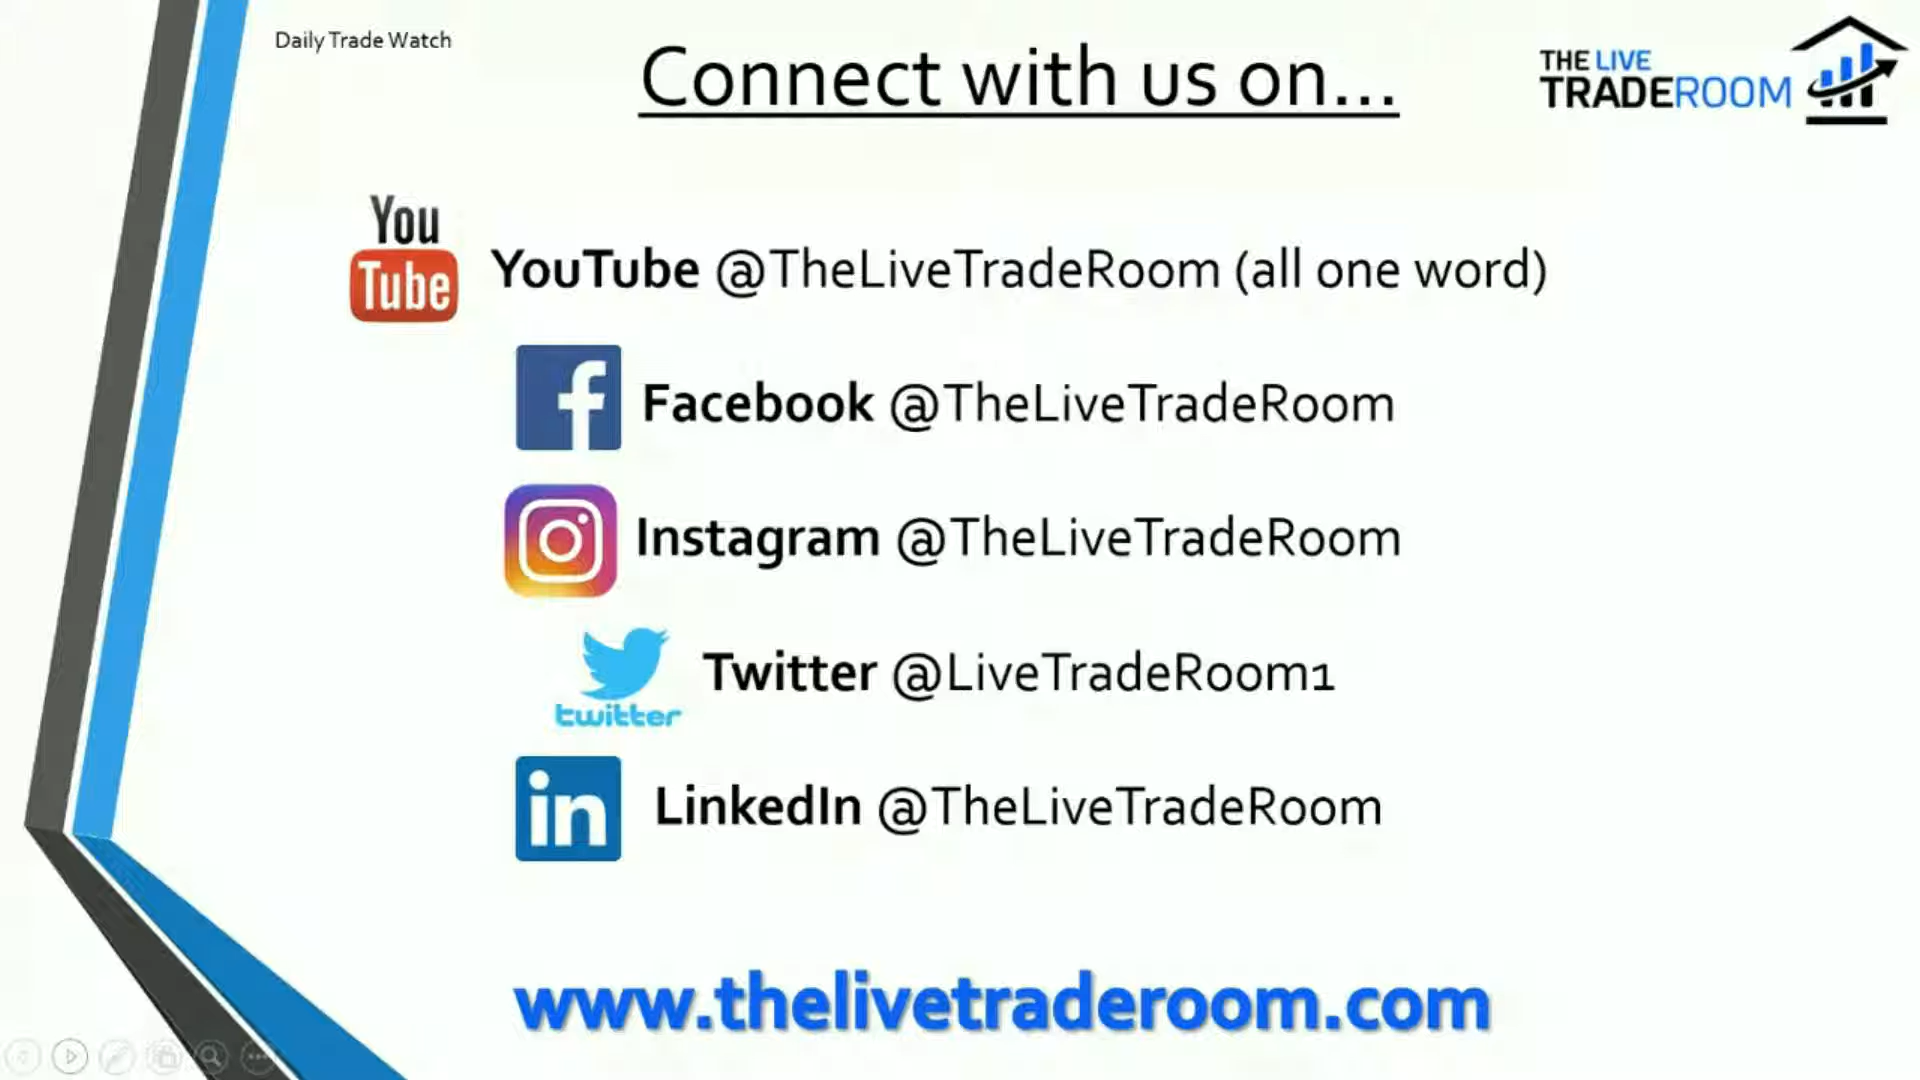 Daily Trade Watch
Connect with us on...
THE LIVE
TRADEROOM
You
Tube
YouTube @TheLiveTradeRoom (all one word)
f
Facebook @TheLiveTradeRoom
Instagram @TheLiveTradeRoom
Twitter @LiveTradeRoom1
twitter
in
LinkedIn @TheLiveTradeRoom
www.thelivetraderoom.com